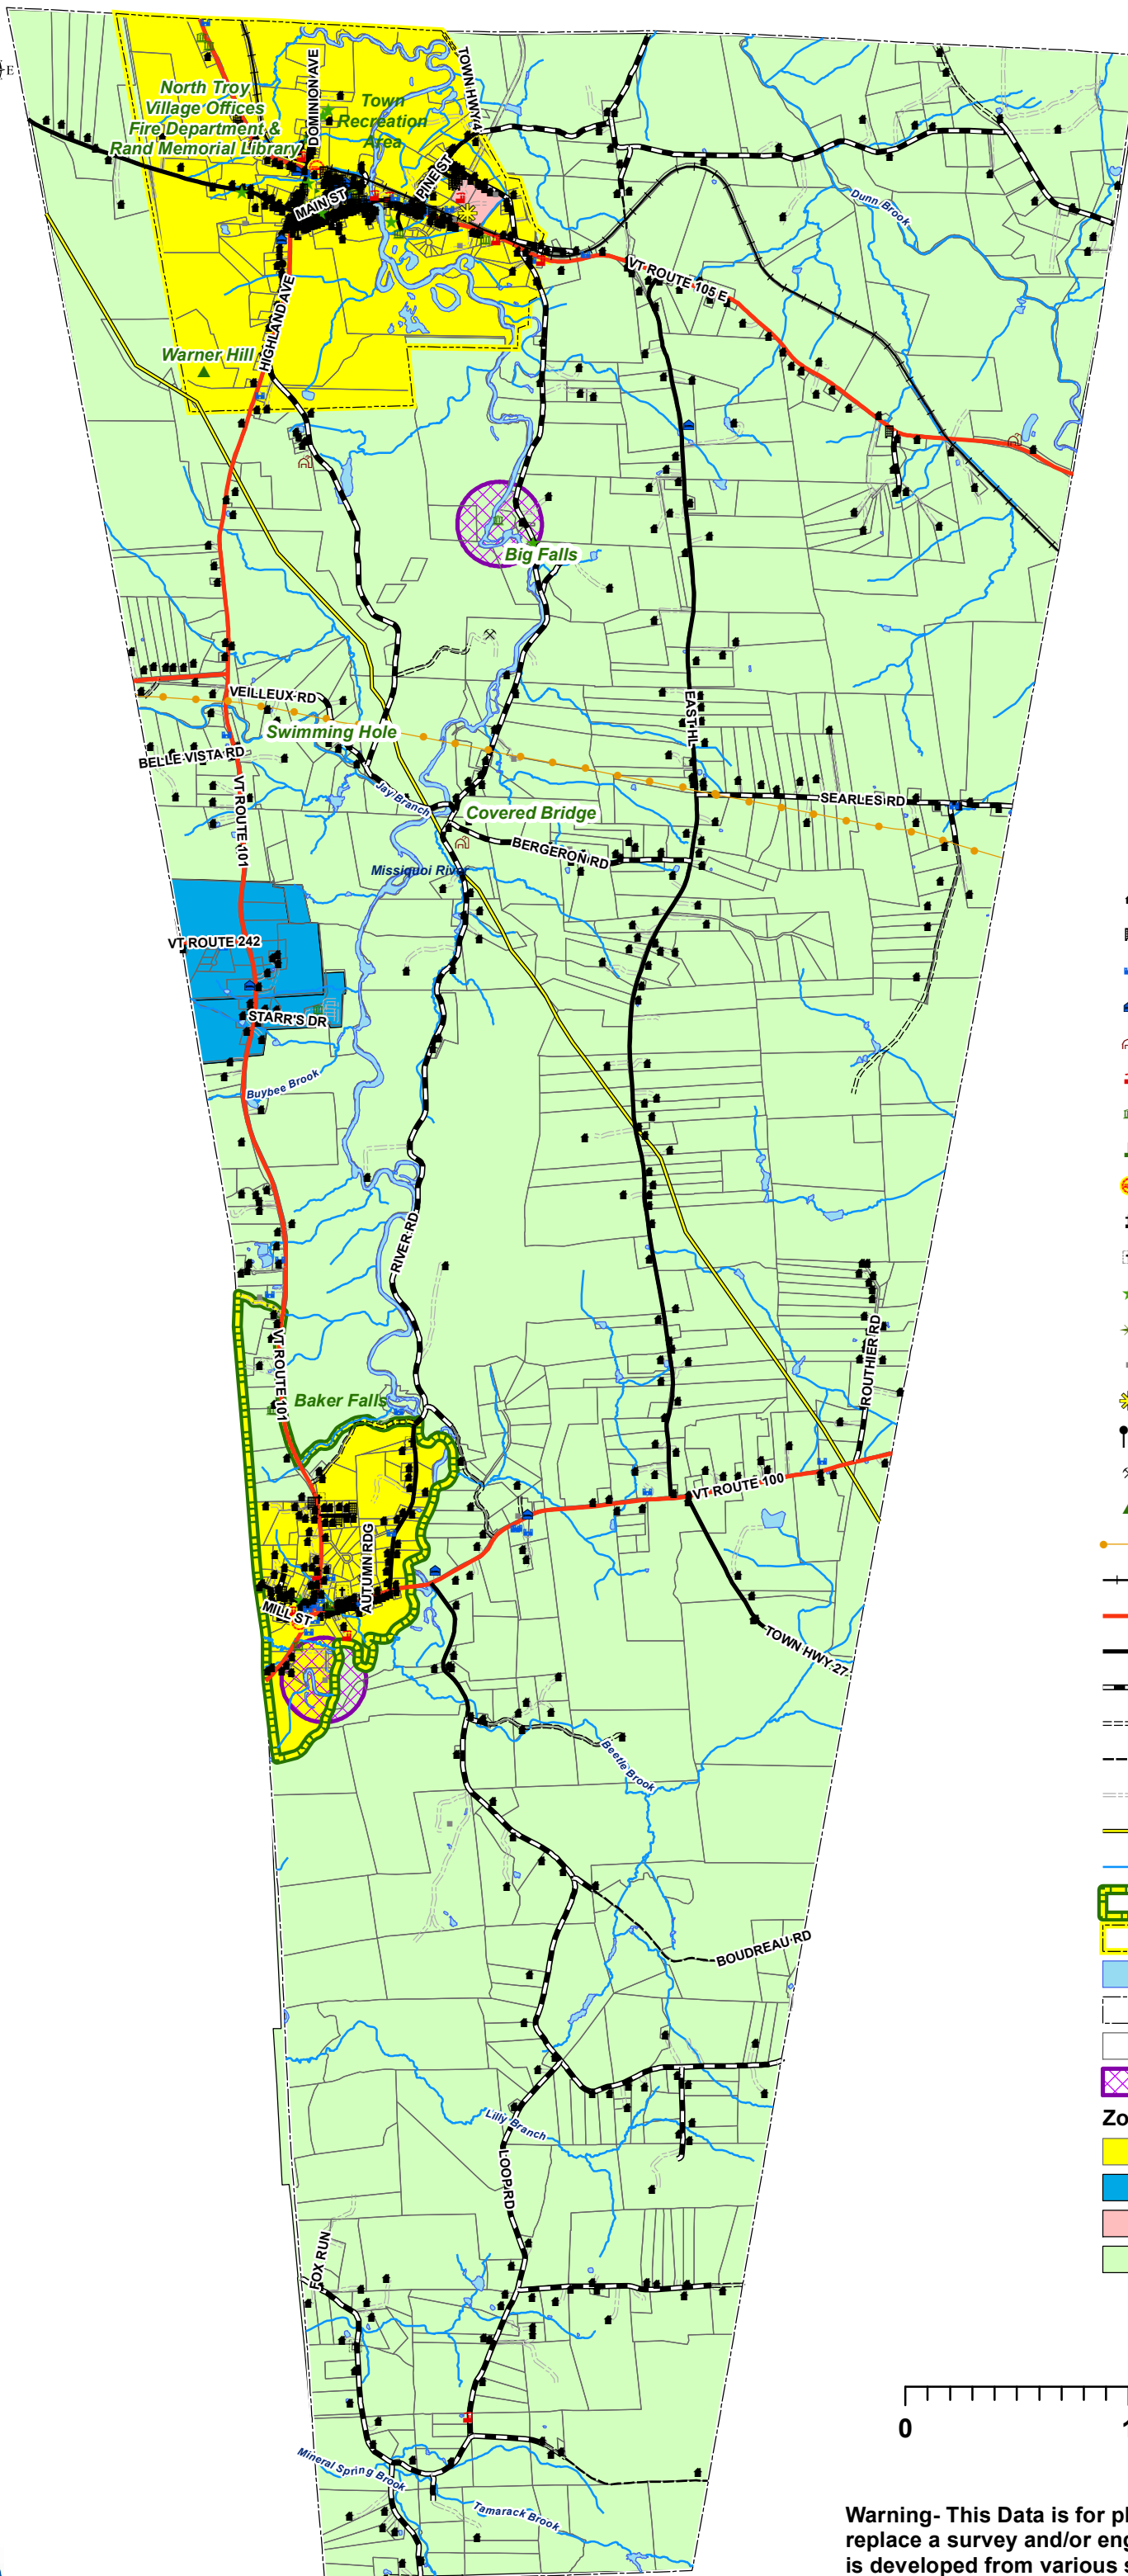 E
North Troy
Village Offices
Fire Department &
Rand Memorial Library
DOMINION AVE
Town
Recreation
Area
TOWN HWY 4
PINE ST
MAIN ST
Dunn Brook
VT ROUTE 105 E
HIGHLAND AVE
Warner Hill
Big Falls
VEILLEUX RD
EAST HL
Swimming Hole
BELLE VISTA RD
VT ROUTE 101
Jay Branch
SEARLES RD
Covered Bridge
BERGERON RD
Missiquoi River
VT ROUTE 242
STARR'S DR
Buybee Brook
RIVER RD
VT ROUTE 101
ROUTHIER RD
Baker Falls
VT ROUTE 100
AUTUMN RDG
MILL ST
TOWN HWY 27
Beetle Brook
BOUDREAU RD
Lilly Branch
LOOP RD
Zo
FOX RUN
0
Mineral Spring Brook
Tamarack Brook
Warning- This Data is for pl
replace a survey and/or eng
is developed from various s